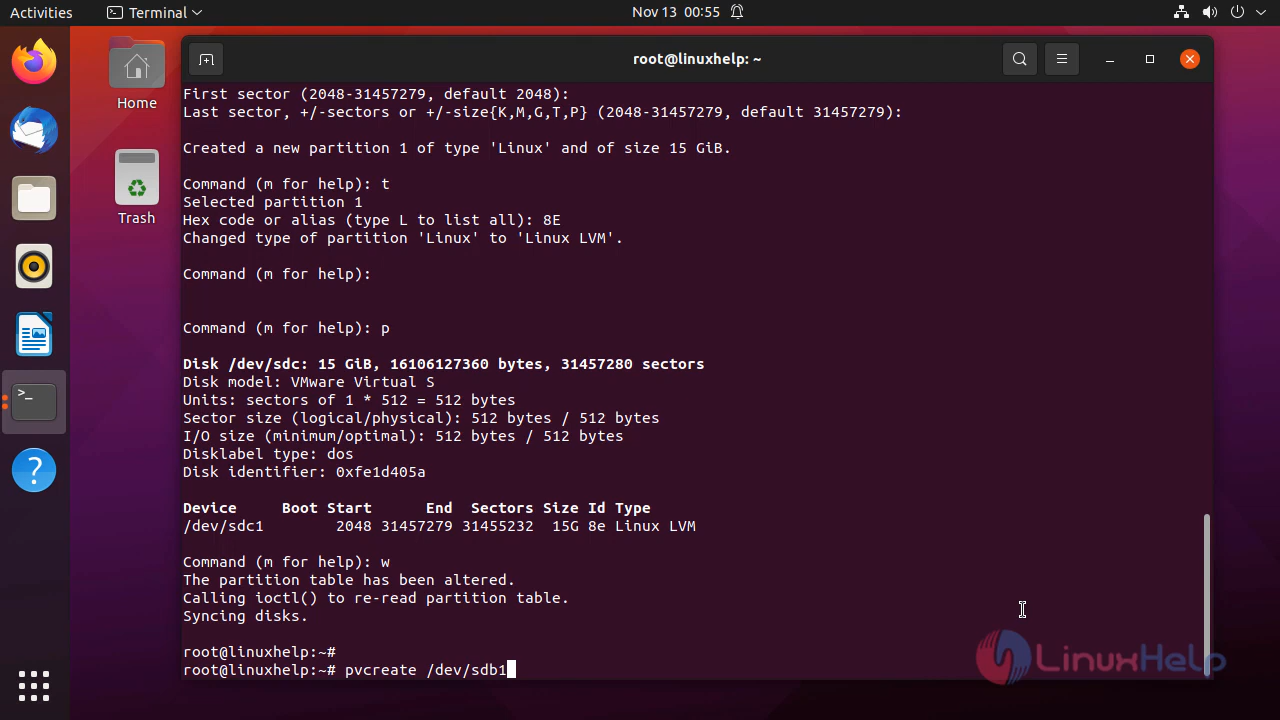 Activities Terminal Nov 13 00:55
root@linuxhelp: ~
Home
Trash
First sector (2048-31457279, default 2048):
Last sector, +/-sectors or +/-size{K,M,G,T,P} (2048-31457279, default 31457279):
Created a new partition 1 of type 'Linux' and of size 15 GiB.
Command (m for help): t
Selected partition 1
Hex code or alias (type L to list all): 8E
Changed type of partition 'Linux' to 'Linux LVM'.
Command (m for help):
Command (m for help): p
Disk /dev/sdc: 15 GiB, 16106127360 bytes, 31457280 sectors
Disk model: VMware Virtual S
Units: sectors of 1 * 512 = 512 bytes
Sector size (logical/physical): 512 bytes / 512 bytes
I/O size (minimum/optimal): 512 bytes / 512 bytes
Disklabel type: dos
Disk identifier: 0xfe1d405a
Device Boot Start End Sectors Size Id Type
/dev/sdc1 2048 31457279 31455232 15G 8e Linux LVM
Command (m for help): w
The partition table has been altered.
Calling ioctl() to re-read partition table.
Syncing disks.
root@linuxhelp:~#
root@linuxhelp:~# pvcreate /dev/sdb1
LinuxHelp